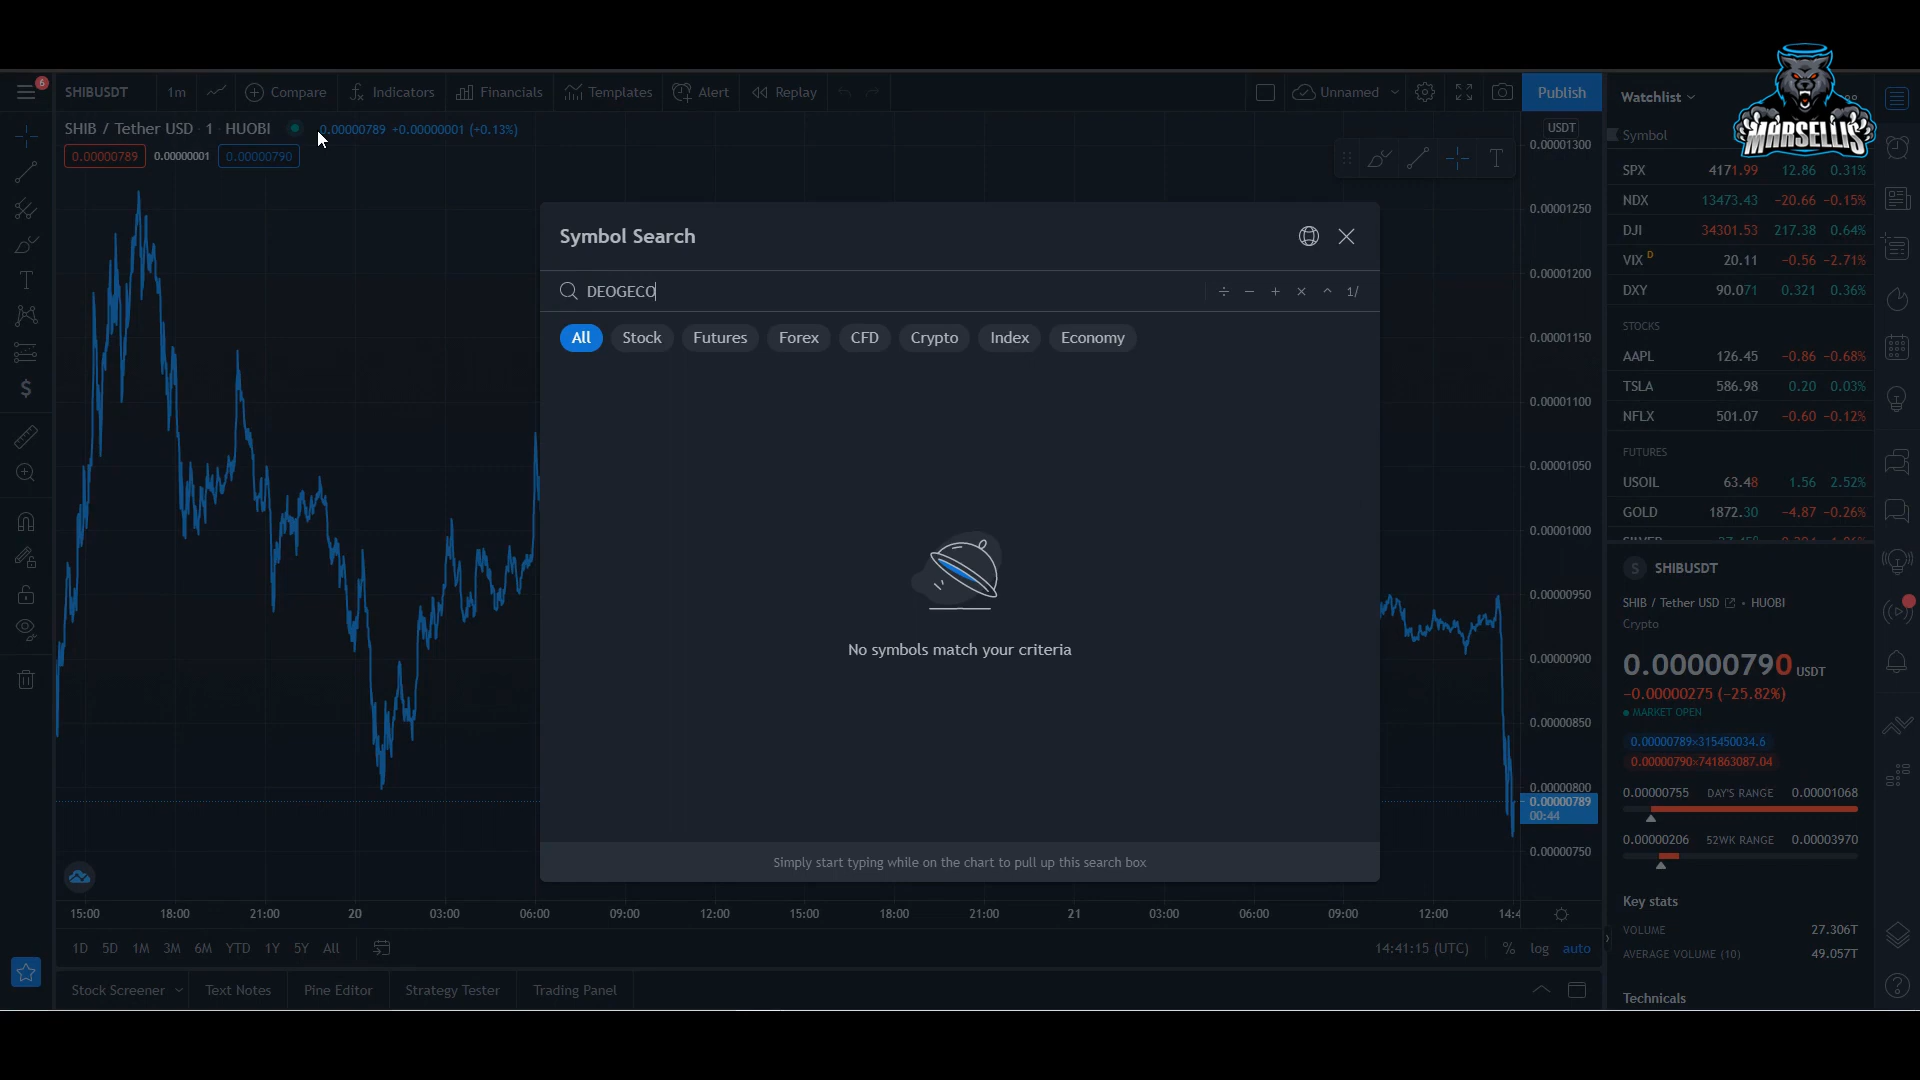 MARSELLIS
6
SHIBUSDT 1m Compare Indicators Financials Templates Alert Replay Unnamed Publish
SHIB / Tether USD · 1 · HUOBI 0.00000789 +0.00000001 (+0.13%)
0.00000789 0.00000001 0.00000790
USDT
0.00001300
0.00001250
0.00001200
0.00001150
0.00001100
0.00001050
0.00001000
0.00000950
0.00000900
0.00000850
0.00000800
0.00000789
00:44
0.00000750
Symbol Search
DEOGECO
÷ − + × ^ 1/
All Stock Futures Forex CFD Crypto Index Economy
No symbols match your criteria
Simply start typing while on the chart to pull up this search box
15:00 18:00 21:00 20 03:00 06:00 09:00 12:00 15:00 18:00 21:00 21 03:00 06:00 09:00 12:00 14:4
1D 5D 1M 3M 6M YTD 1Y 5Y All 14:41:15 (UTC) % log auto
Stock Screener Text Notes Pine Editor Strategy Tester Trading Panel
Watchlist
Symbol
SPX 4171.99 12.86 0.31%
NDX 13473.43 −20.66 −0.15%
DJI 34301.53 217.38 0.64%
VIX D 20.11 −0.56 −2.71%
DXY 90.071 0.321 0.36%
STOCKS
AAPL 126.45 −0.86 −0.68%
TSLA 586.98 0.20 0.03%
NFLX 501.07 −0.60 −0.12%
FUTURES
USOIL 63.48 1.56 2.52%
GOLD 1872.30 −4.87 −0.26%
S SHIBUSDT
SHIB / Tether USD • HUOBI
Crypto
0.00000790 USDT
−0.00000275 (−25.82%)
MARKET OPEN
0.00000789×315450034.6
0.00000790×741863087.04
0.00000755 DAY'S RANGE 0.00001068
0.00000206 52WK RANGE 0.00003970
Key stats
VOLUME 27.306T
AVERAGE VOLUME (10) 49.057T
Technicals